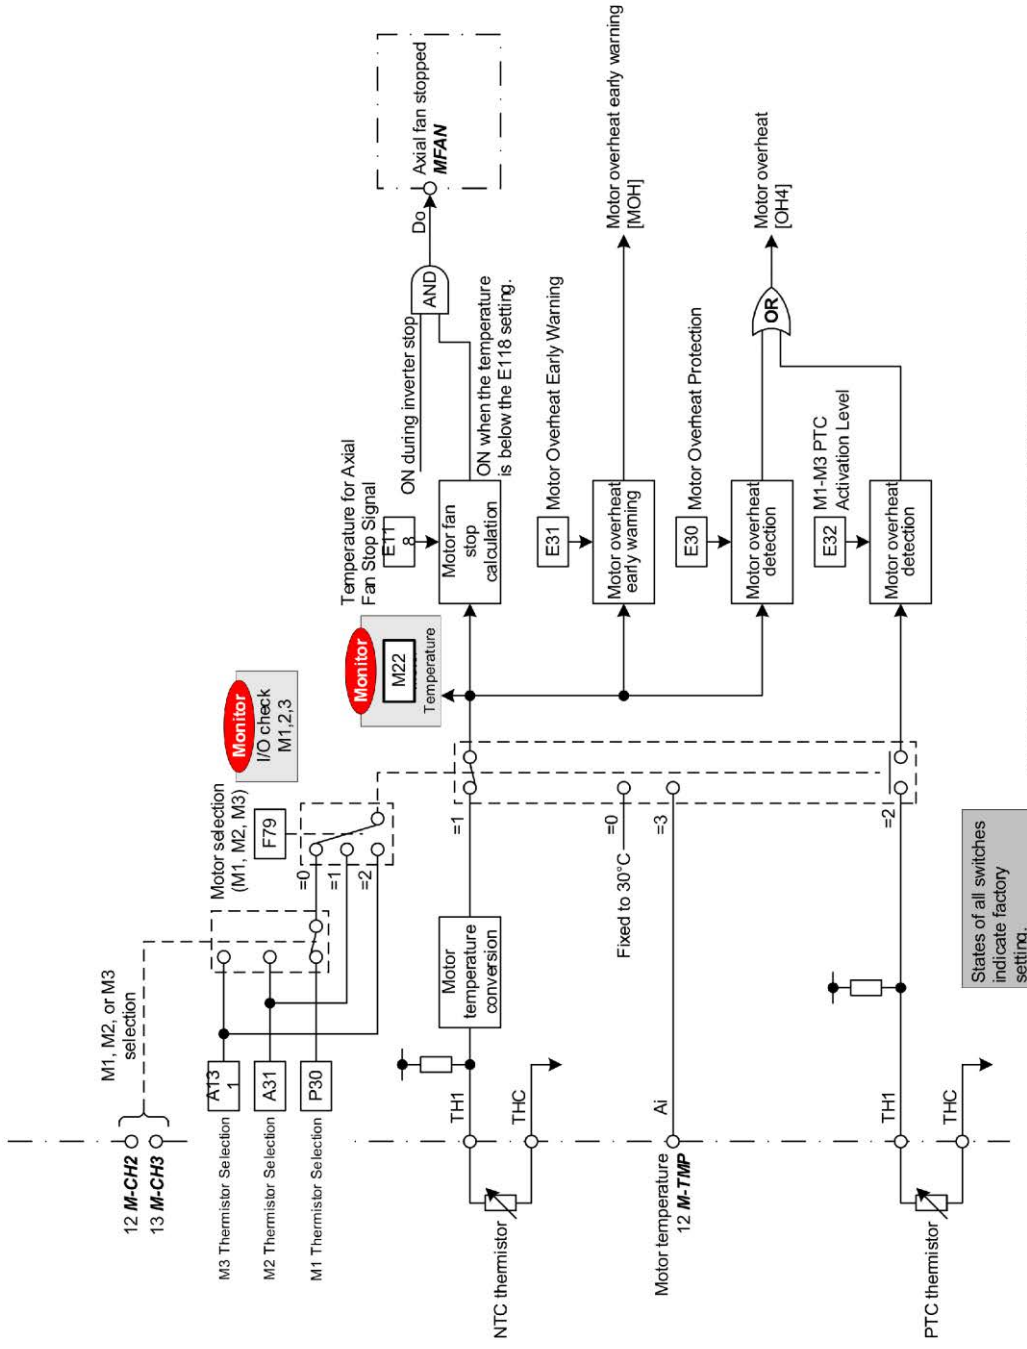 12 M-CH2
13 M-CH3
M1, M2, or M3
selection
M3 Thermistor Selection
A13
1
M2 Thermistor Selection
A31
M1 Thermistor Selection
P30
Motor selection
(M1, M2, M3)
F79
=0
=1
=2
Monitor
I/O check
M1,2,3
Monitor
M22
Temperature
Temperature for Axial
Fan Stop Signal
E11
8
Motor fan
stop
calculation
ON during inverter stop
ON when the temperature
is below the E118 setting.
AND
Do
Axial fan stopped
MFAN
NTC thermistor
TH1
THC
Motor
temperature
conversion
=1
Fixed to 30°C
=0
=3
=2
Motor temperature
12 M-TMP
Ai
E31
Motor Overheat Early Warning
Motor overheat
early warning
Motor overheat early warning
[MOH]
E30
Motor Overheat Protection
Motor overheat
detection
OR
Motor overheat
[OH4]
E32
M1-M3 PTC
Activation Level
Motor overheat
detection
PTC thermistor
TH1
THC
States of all switches
indicate factory
setting.